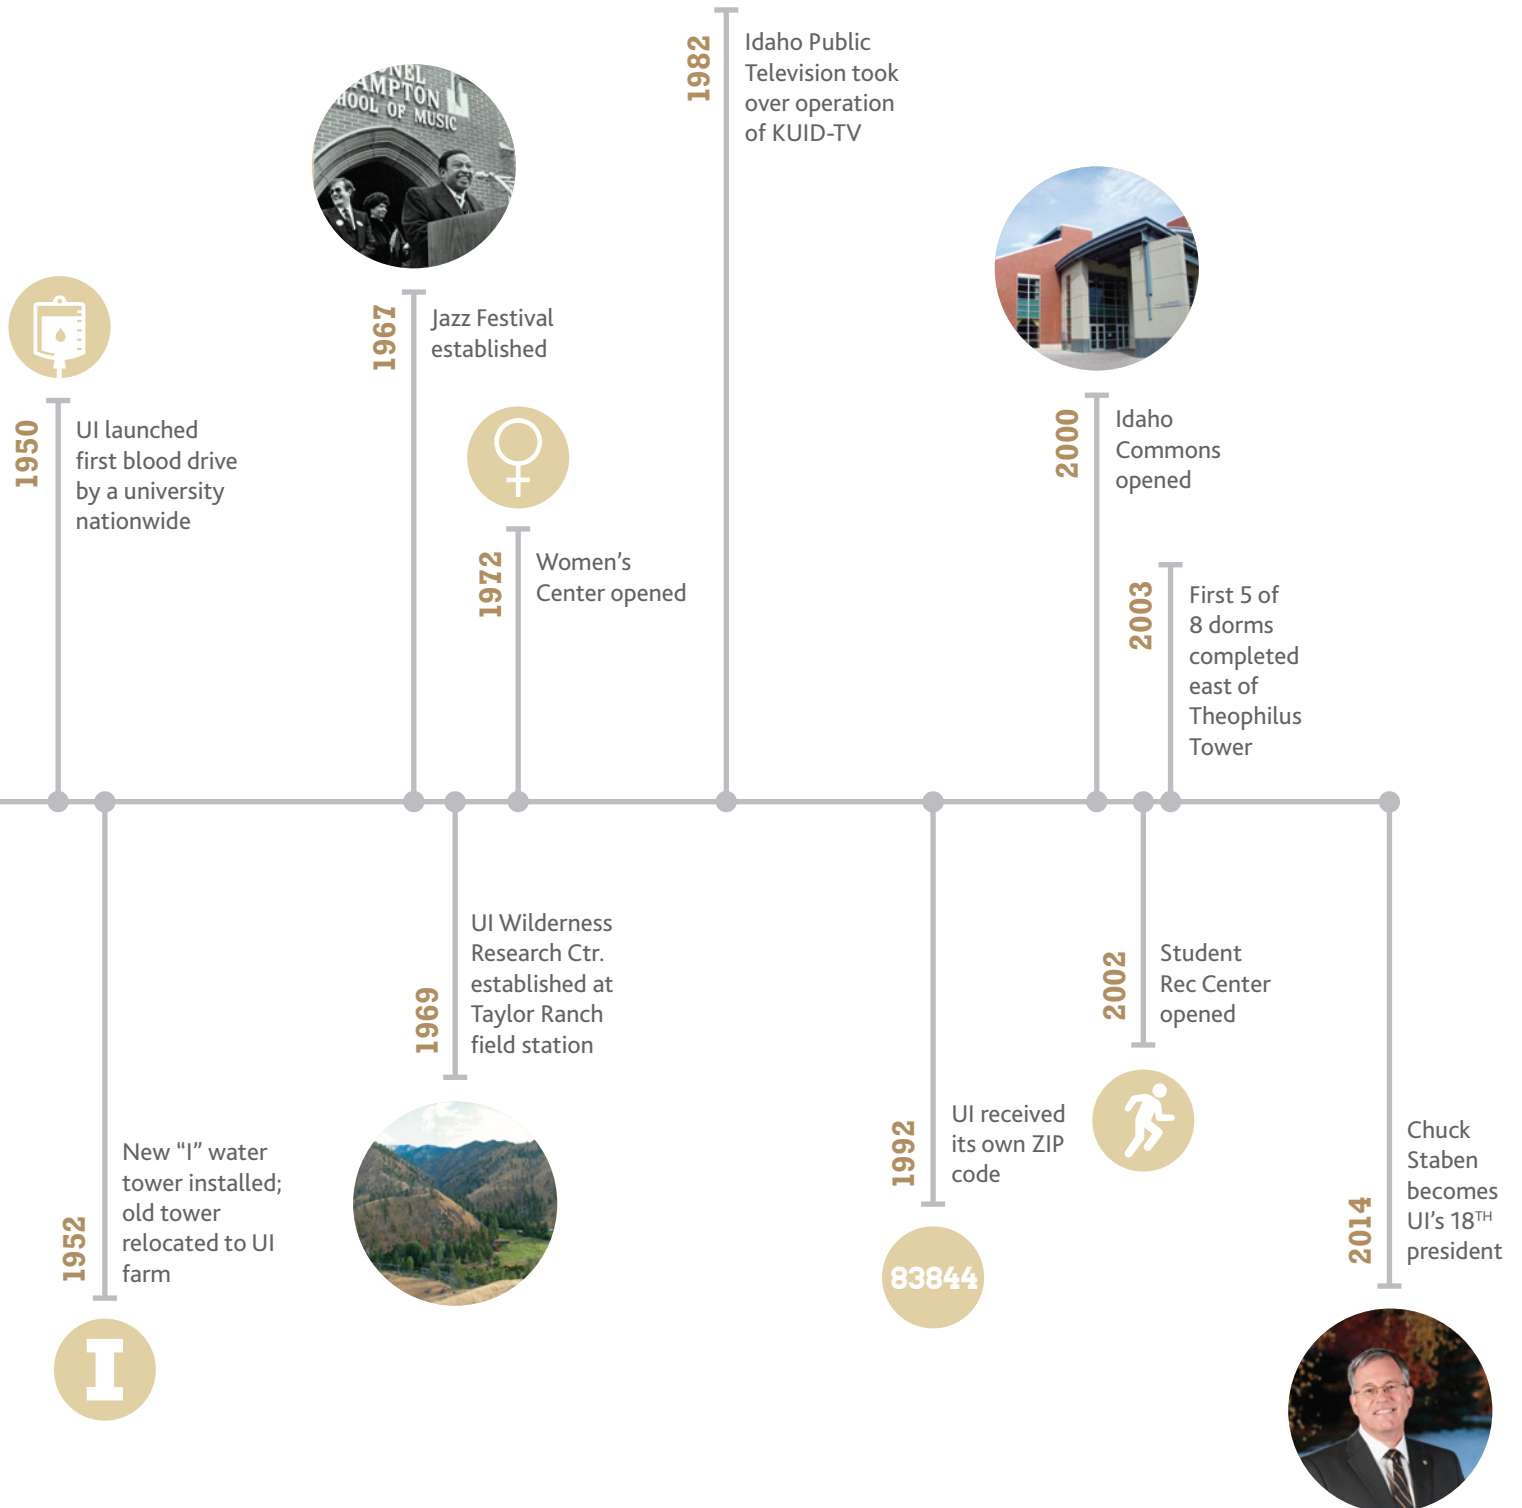 1982
Idaho Public
Television took
over operation
of KUID-TV
HAMPTON
SCHOOL OF MUSIC
1967
Jazz Festival
established
1950
UI launched
first blood drive
by a university
nationwide
1972
Women’s
Center opened
2000
Idaho
Commons
opened
2003
First 5 of
8 dorms
completed
east of
Theophilus
Tower
1952
New “I” water
tower installed;
old tower
relocated to UI
farm
I
1969
UI Wilderness
Research Ctr.
established at
Taylor Ranch
field station
1992
UI received
its own ZIP
code
83844
2002
Student
Rec Center
opened
2014
Chuck
Staben
becomes
UI’s 18TH
president